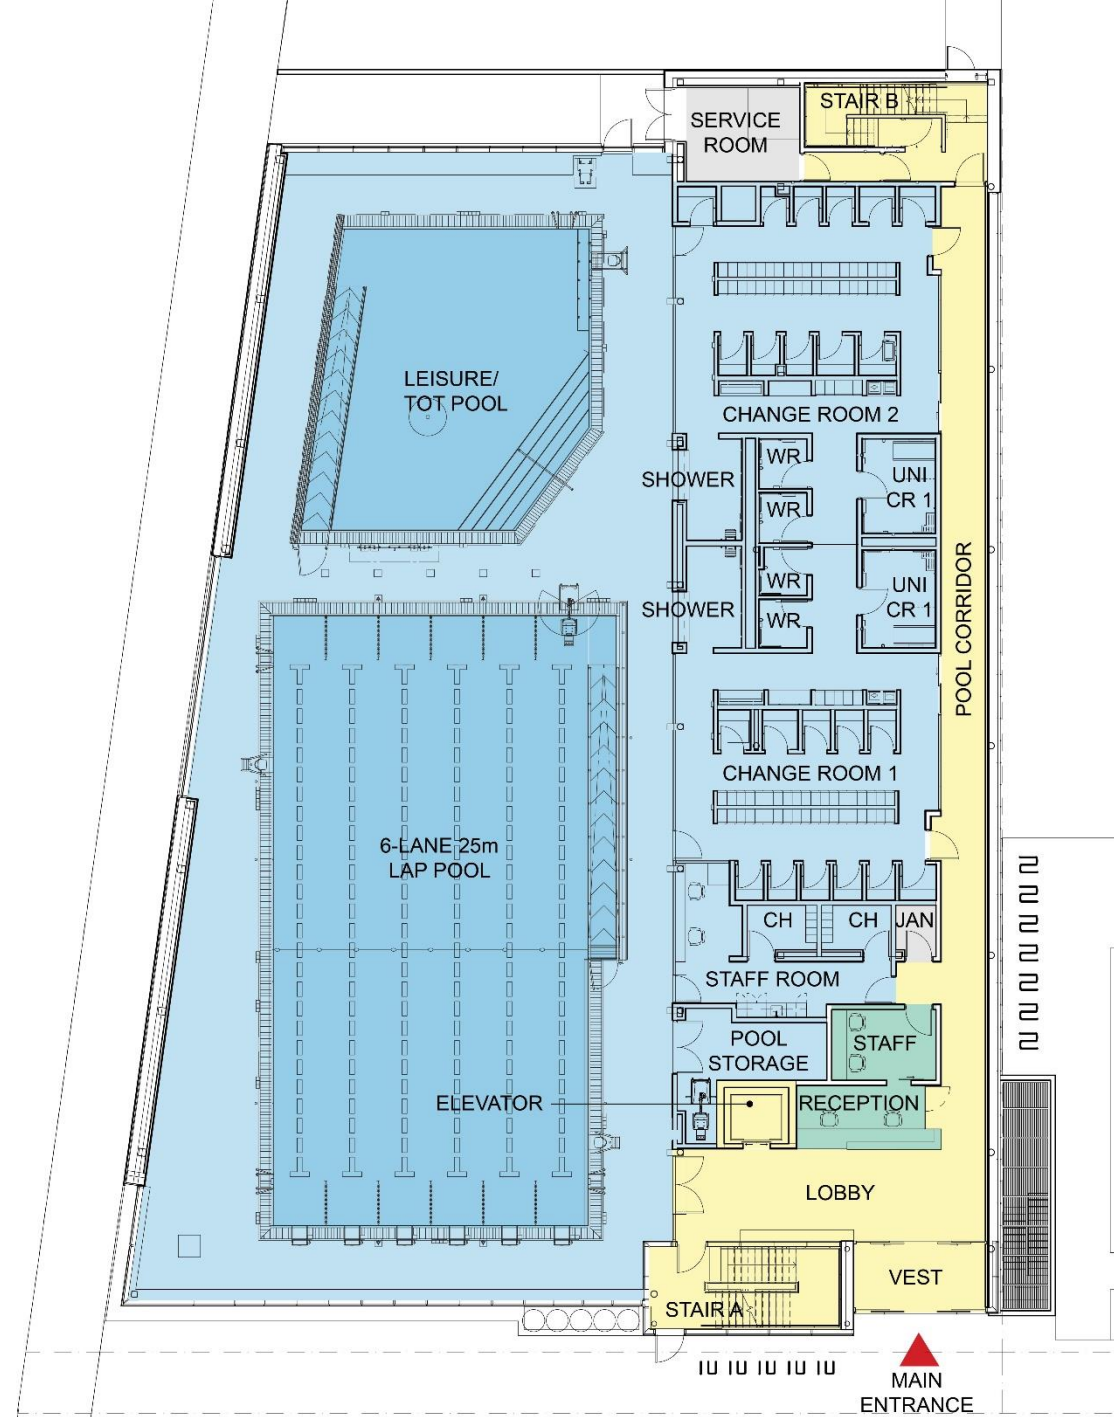 STAIR B
SERVICE
ROOM
LEISURE/
TOT POOL
CHANGE ROOM 2
WR
SHOWER
UNI
CR 1
WR
WR
SHOWER
UNI
CR 1
WR
POOL CORRIDOR
CHANGE ROOM 1
6-LANE 25m
LAP POOL
CH
CH
JAN
STAFF ROOM
POOL
STORAGE
STAFF
ELEVATOR
RECEPTION
LOBBY
VEST
STAIR A
MAIN
ENTRANCE